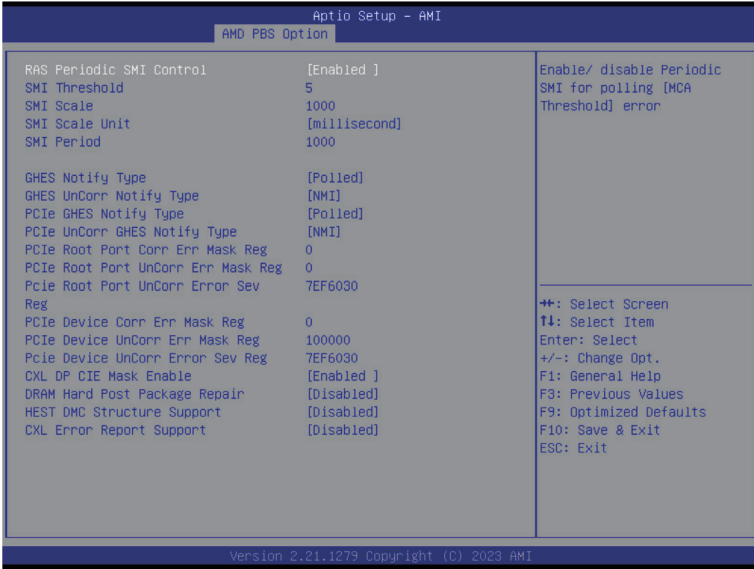 Aptio Setup – AMI
AMD PBS Option
RAS Periodic SMI Control [Enabled ]
SMI Threshold 5
SMI Scale 1000
SMI Scale Unit [millisecond]
SMI Period 1000
GHES Notify Type [Polled]
GHES UnCorr Notify Type [NMI]
PCIe GHES Notify Type [Polled]
PCIe UnCorr GHES Notify Type [NMI]
PCIe Root Port Corr Err Mask Reg 0
PCIe Root Port UnCorr Err Mask Reg 0
Pcie Root Port UnCorr Error Sev 7EF6030
Reg
PCIe Device Corr Err Mask Reg 0
PCIe Device UnCorr Err Mask Reg 100000
Pcie Device UnCorr Error Sev Reg 7EF6030
CXL DP CIE Mask Enable [Enabled ]
DRAM Hard Post Package Repair [Disabled]
HEST DMC Structure Support [Disabled]
CXL Error Report Support [Disabled]
Enable/ disable Periodic
SMI for polling [MCA
Threshold] error
→←: Select Screen
↑↓: Select Item
Enter: Select
+/-: Change Opt.
F1: General Help
F3: Previous Values
F9: Optimized Defaults
F10: Save & Exit
ESC: Exit
Version 2.21.1279 Copyright (C) 2023 AMI